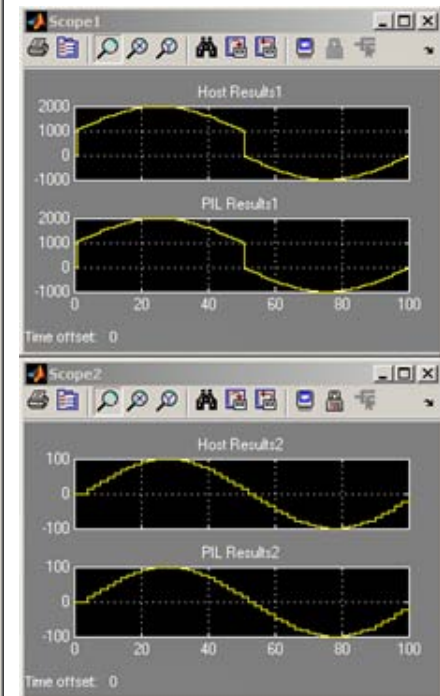 Scope1
Host Results1
2000
1000
0
-1000
PIL Results1
2000
1000
0
-1000
0 20 40 60 80 100
Time offset: 0
Scope2
Host Results2
100
0
-100
PIL Results2
100
0
-100
0 20 40 60 80 100
Time offset: 0